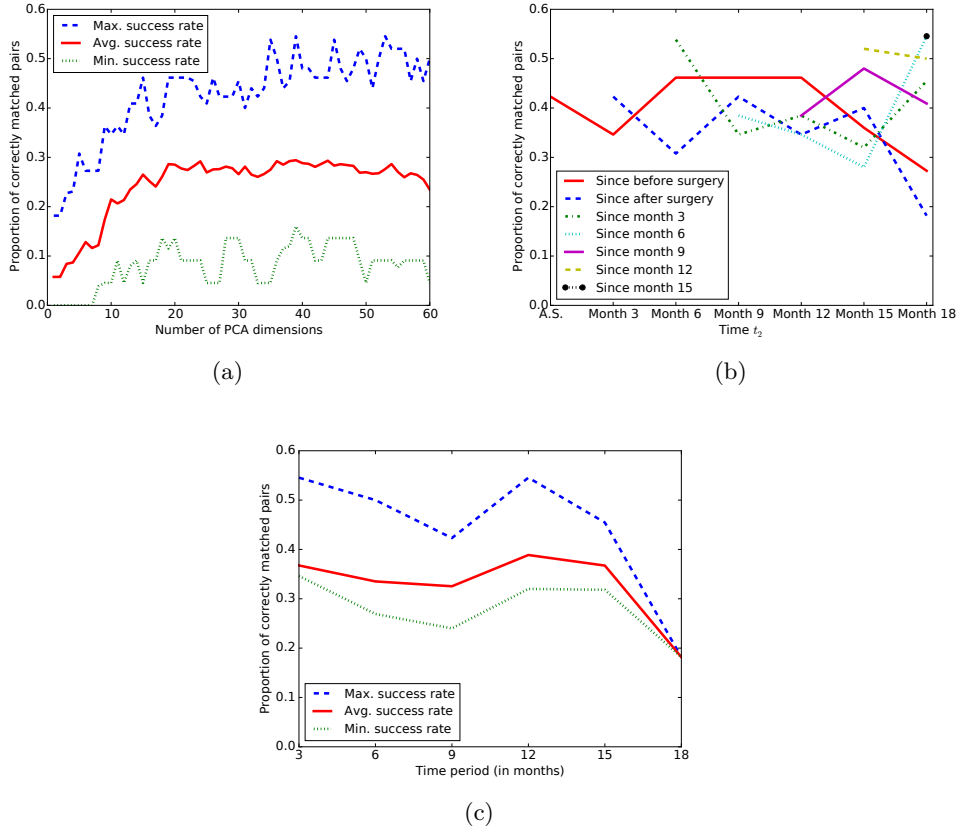 0.6
0.5
0.4
0.3
0.2
0.1
0.0
Proportion of correctly matched pairs
Max. success rate
Avg. success rate
Min. success rate
0 10 20 30 40 50 60
Number of PCA dimensions
(a)
0.6
0.5
0.4
0.3
0.2
0.1
0.0
Proportion of correctly matched pairs
Since before surgery
Since after surgery
Since month 3
Since month 6
Since month 9
Since month 12
Since month 15
A.S. Month 3 Month 6 Month 9 Month 12 Month 15 Month 18
Time t₂
(b)
0.6
0.5
0.4
0.3
0.2
0.1
0.0
Proportion of correctly matched pairs
Max. success rate
Avg. success rate
Min. success rate
3 6 9 12 15 18
Time period (in months)
(c)